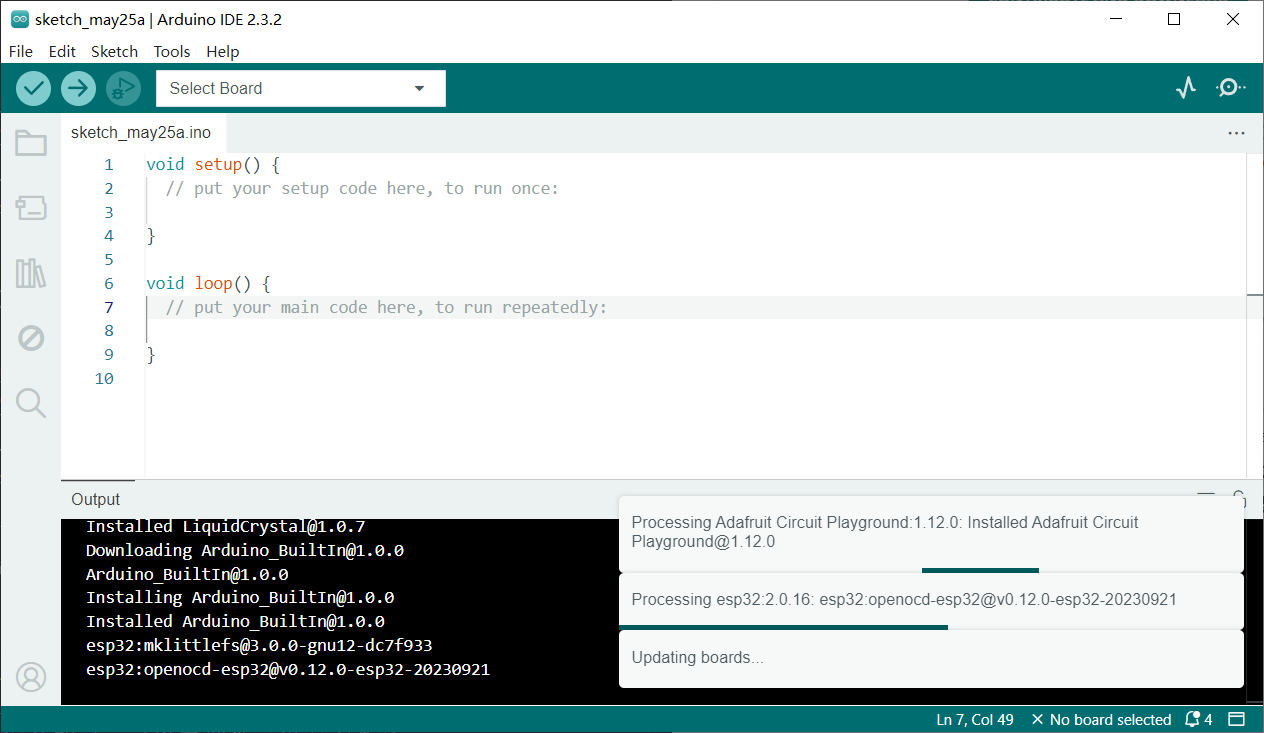 sketch_may25a | Arduino IDE 2.3.2
File Edit Sketch Tools Help
Select Board
sketch_may25a.ino
1 void setup() {
2 // put your setup code here, to run once:
3
4 }
5
6 void loop() {
7 // put your main code here, to run repeatedly:
8
9 }
10
Output
Installed LiquidCrystal@1.0.7
Downloading Arduino_BuiltIn@1.0.0
Arduino_BuiltIn@1.0.0
Installing Arduino_BuiltIn@1.0.0
Installed Arduino_BuiltIn@1.0.0
esp32:mklittlefs@3.0.0-gnu12-dc7f933
esp32:openocd-esp32@v0.12.0-esp32-20230921
Processing Adafruit Circuit Playground:1.12.0: Installed Adafruit Circuit
Playground@1.12.0
Processing esp32:2.0.16: esp32:openocd-esp32@v0.12.0-esp32-20230921
Updating boards...
Ln 7, Col 49 No board selected 4